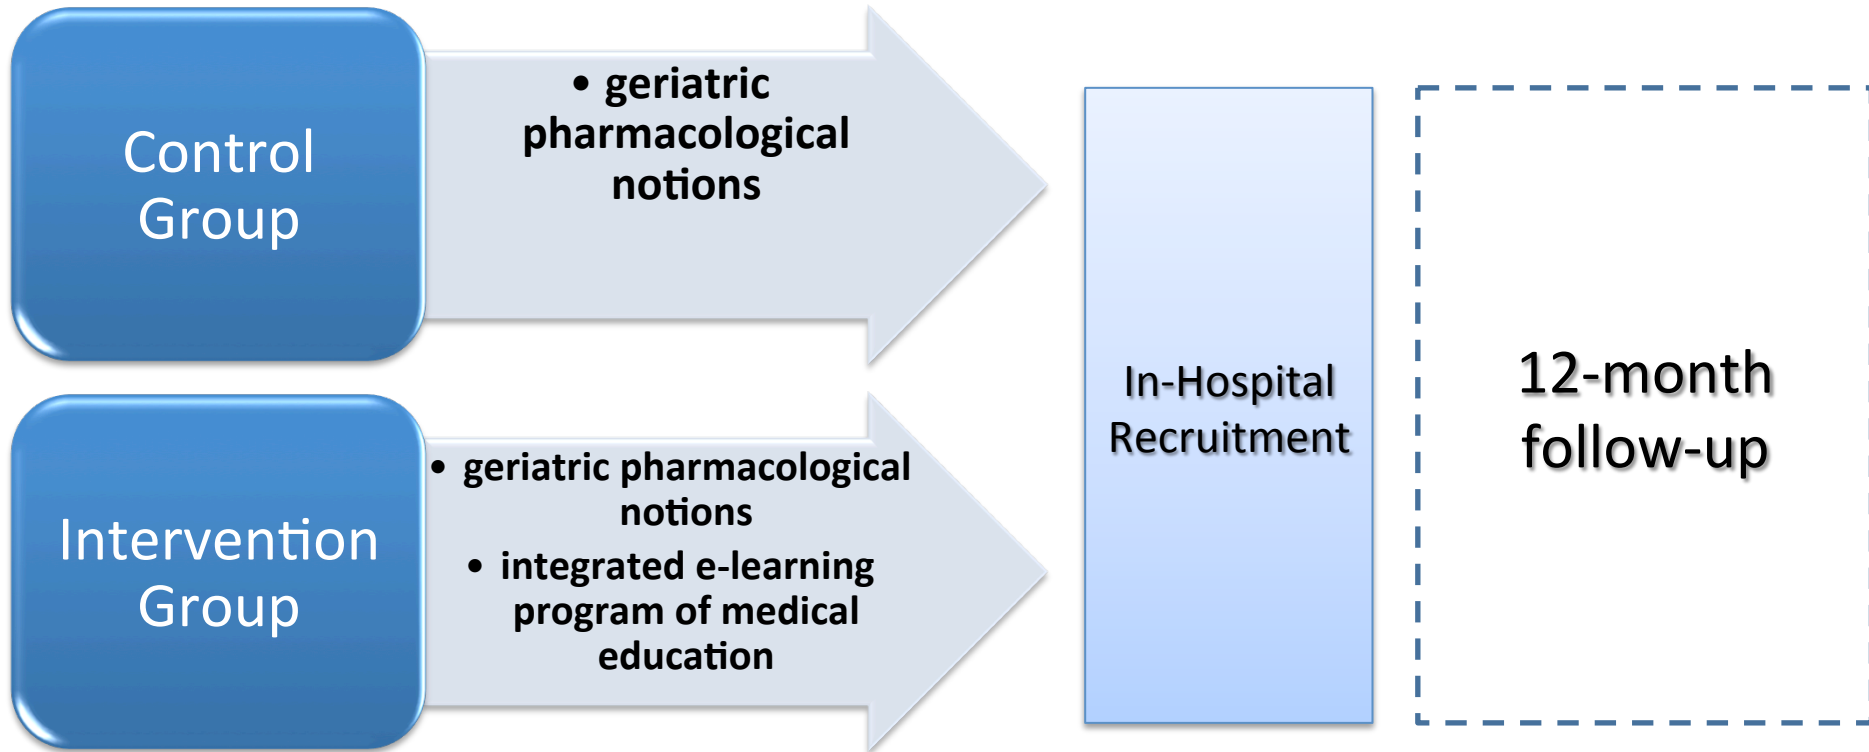 Control
Group
• geriatric
pharmacological
notions
Intervention
Group
• geriatric pharmacological
notions
• integrated e-learning
program of medical
education
In-Hospital
Recruitment
12-month
follow-up